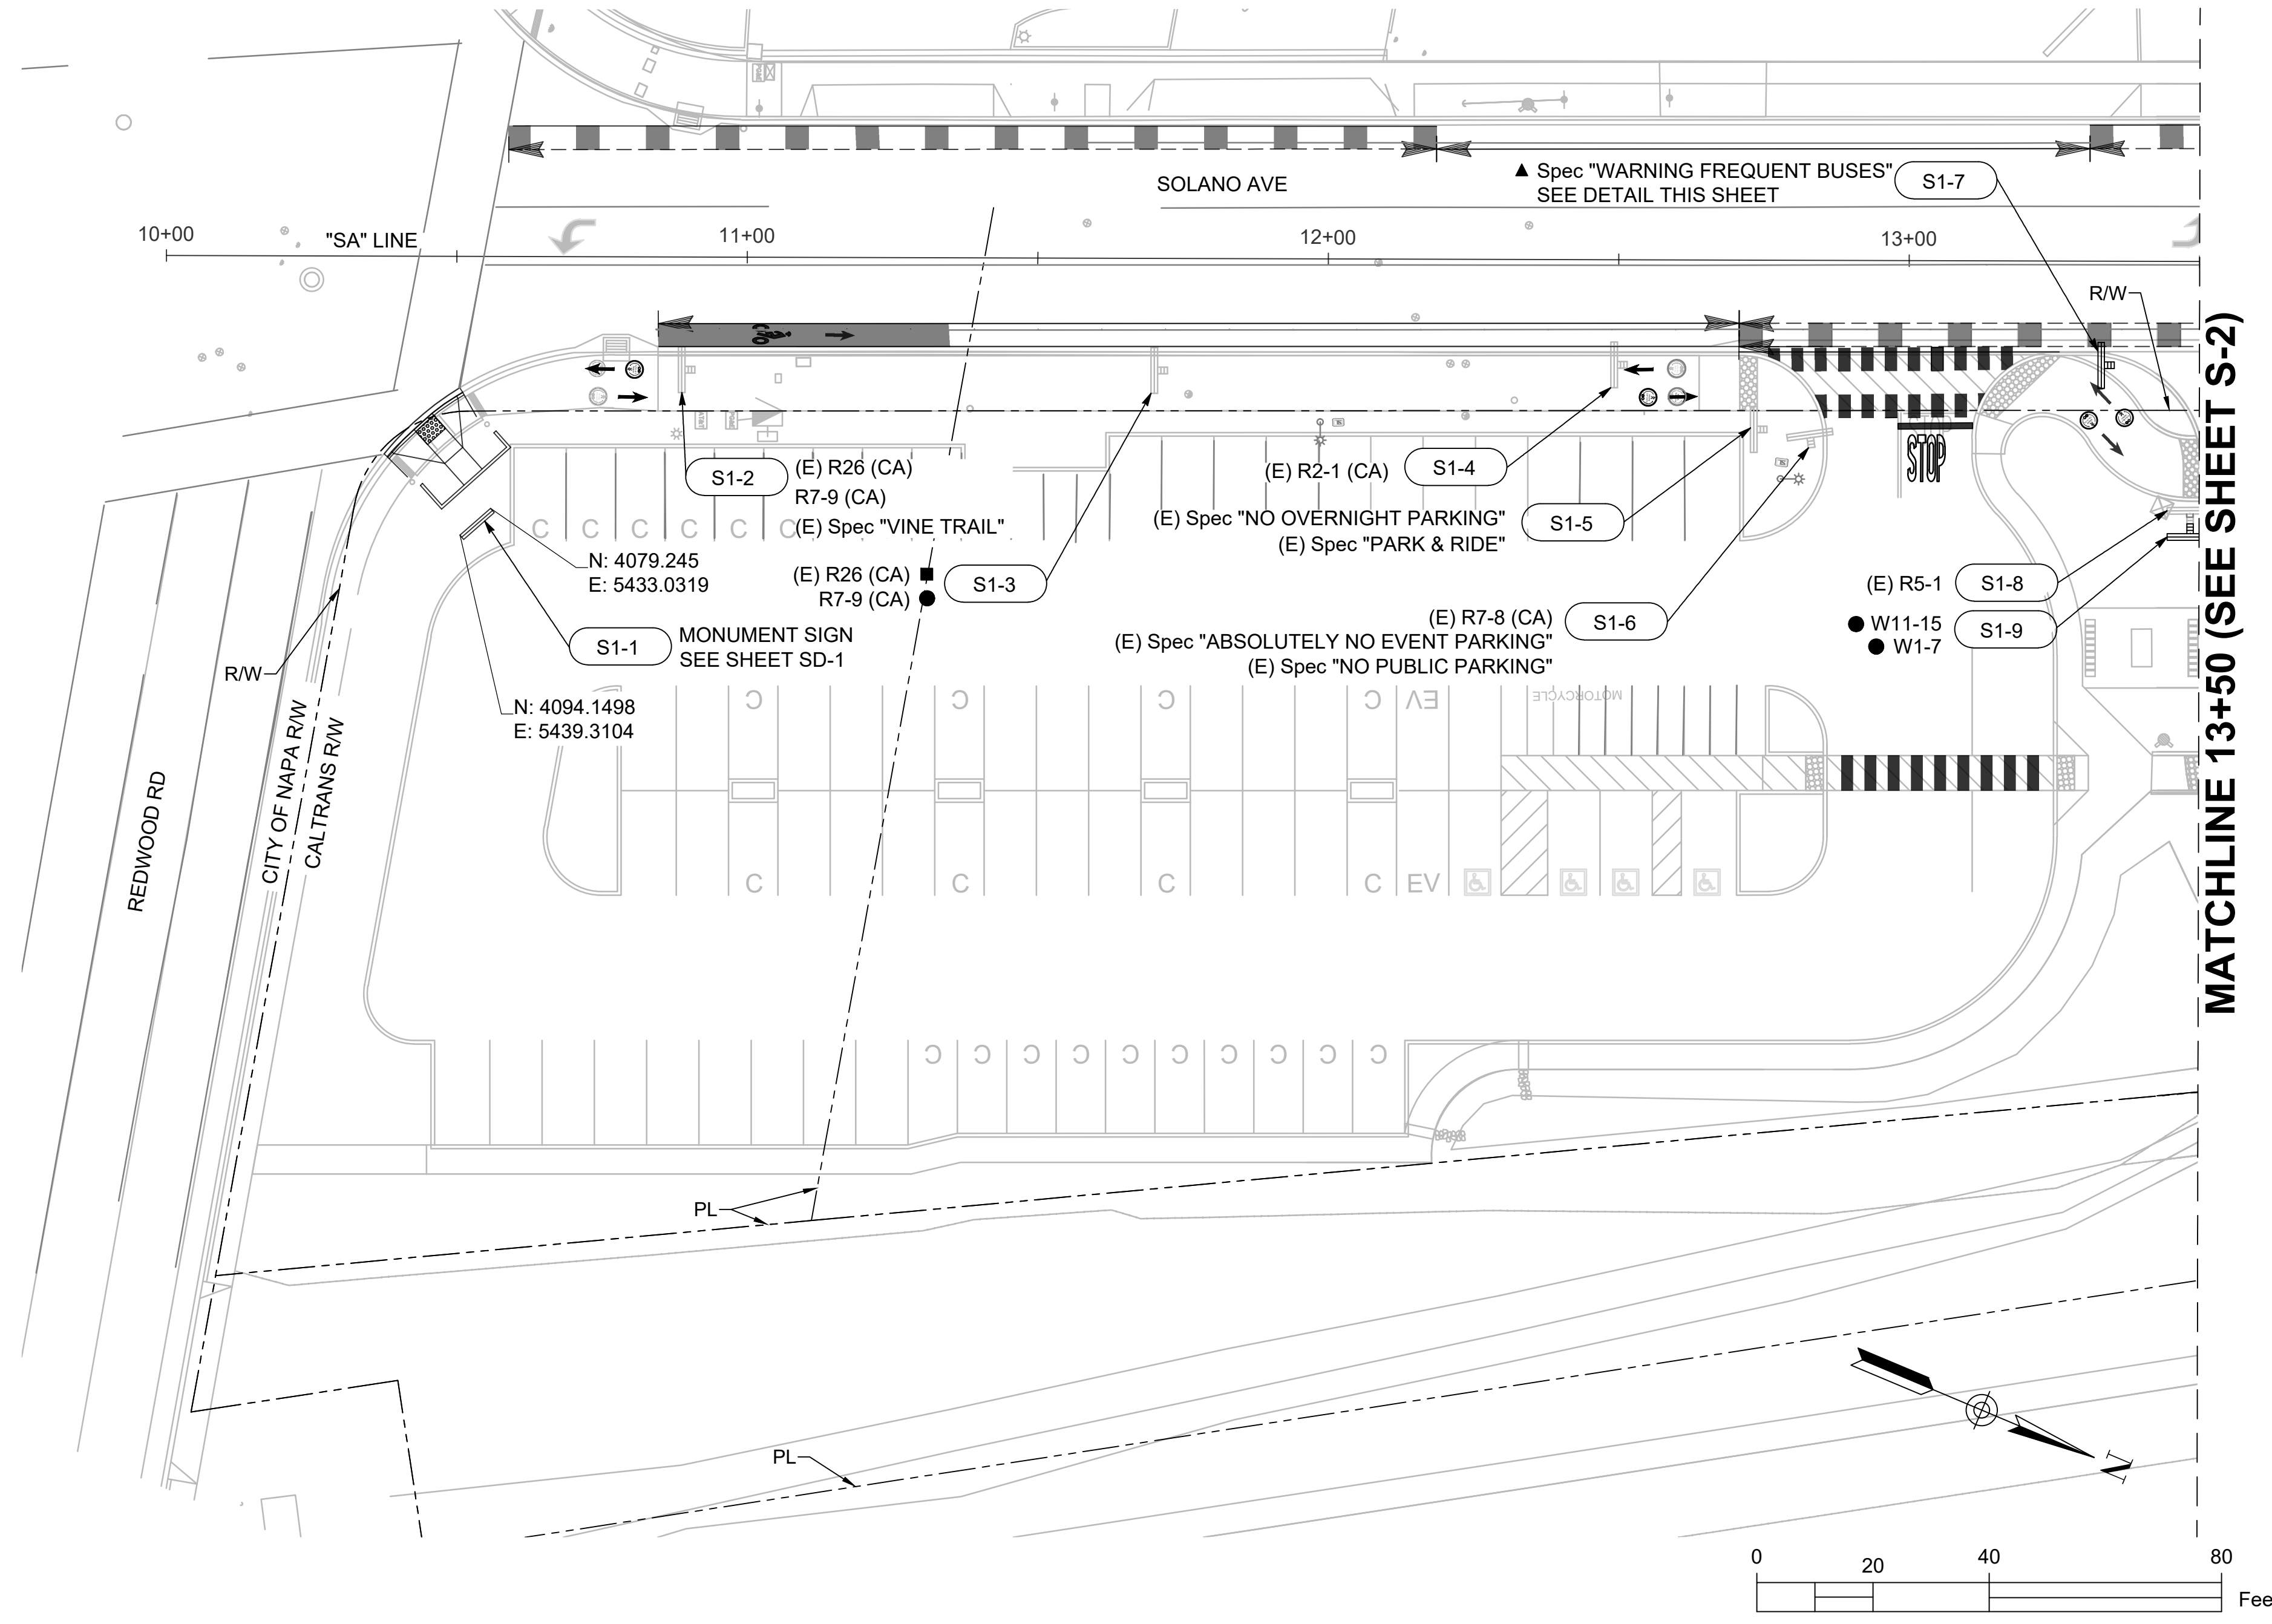 SOLANO AVE
▲ Spec "WARNING FREQUENT BUSES"
SEE DETAIL THIS SHEET
S1-7
10+00
"SA" LINE
11+00
12+00
13+00
R/W
MATCHLINE 13+50 (SEE SHEET S-2)
STOP
S1-2
(E) R26 (CA)
R7-9 (CA)
(E) Spec "VINE TRAIL"
(E) R2-1 (CA)
S1-4
(E) Spec "NO OVERNIGHT PARKING"
(E) Spec "PARK & RIDE"
S1-5
C C C C C C
N: 4079.245
E: 5433.0319
(E) R26 (CA) ■
R7-9 (CA) ●
S1-3
(E) R5-1
S1-8
● W11-15
● W1-7
S1-9
(E) R7-8 (CA)
(E) Spec "ABSOLUTELY NO EVENT PARKING"
(E) Spec "NO PUBLIC PARKING"
S1-6
S1-1
MONUMENT SIGN
SEE SHEET SD-1
R/W
N: 4094.1498
E: 5439.3104
C C C C EV
MOTORCYCLE
CITY OF NAPA R/W
CALTRANS R/W
REDWOOD RD
C C C C EV
C C C C C C C C C C
PL
PL
N
0 20 40 80
Fee